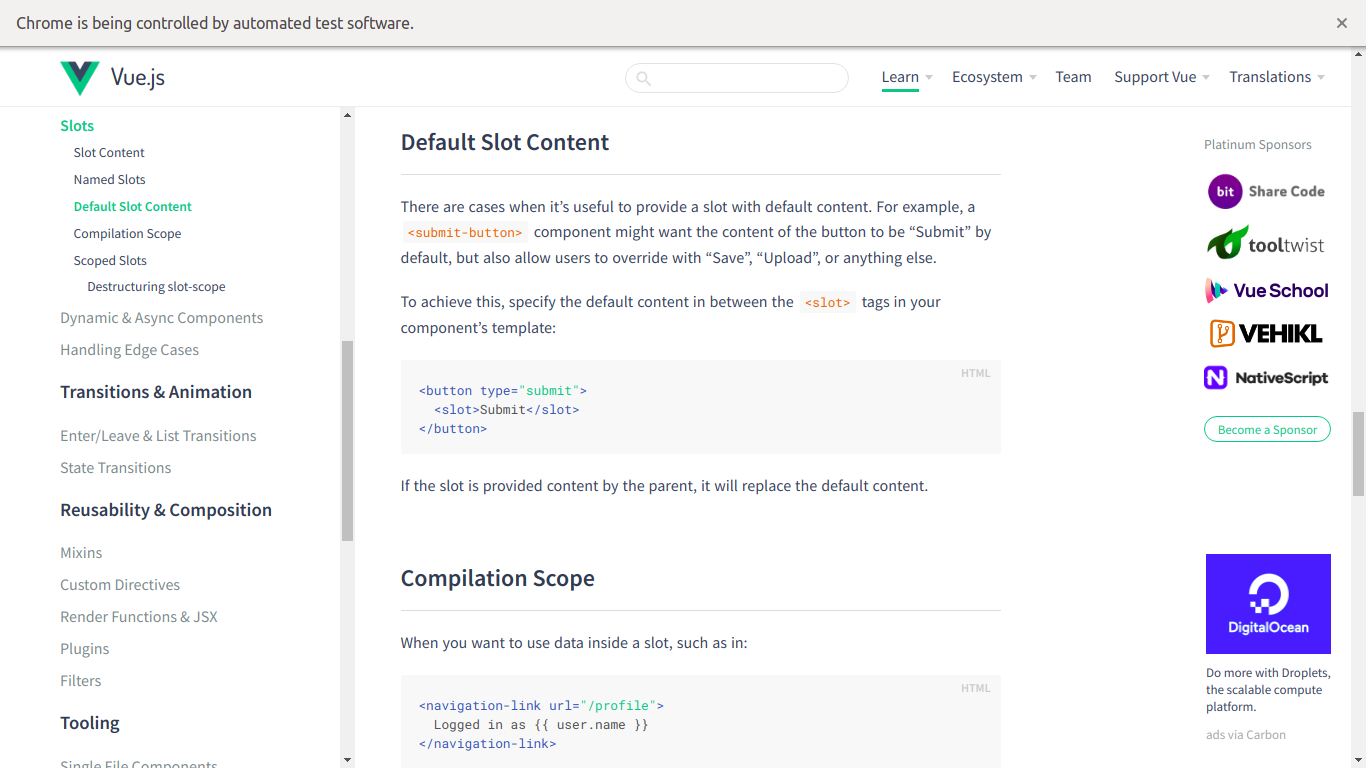 Chrome is being controlled by automated test software.
Vue.js
Learn
Ecosystem
Team
Support Vue
Translations
Slots
Slot Content
Named Slots
Default Slot Content
Compilation Scope
Scoped Slots
Destructuring slot-scope
Dynamic & Async Components
Handling Edge Cases
Transitions & Animation
Enter/Leave & List Transitions
State Transitions
Reusability & Composition
Mixins
Custom Directives
Render Functions & JSX
Plugins
Filters
Tooling
Single File Components
Default Slot Content
There are cases when it’s useful to provide a slot with default content. For example, a
<submit-button> component might want the content of the button to be “Submit” by
default, but also allow users to override with “Save”, “Upload”, or anything else.
To achieve this, specify the default content in between the <slot> tags in your
component’s template:
HTML
<button type="submit">
<slot>Submit</slot>
</button>
If the slot is provided content by the parent, it will replace the default content.
Compilation Scope
When you want to use data inside a slot, such as in:
HTML
<navigation-link url="/profile">
Logged in as {{ user.name }}
</navigation-link>
Platinum Sponsors
bit Share Code
tooltwist
Vue School
VEHIKL
NativeScript
Become a Sponsor
DigitalOcean
Do more with Droplets,
the scalable compute
platform.
ads via Carbon